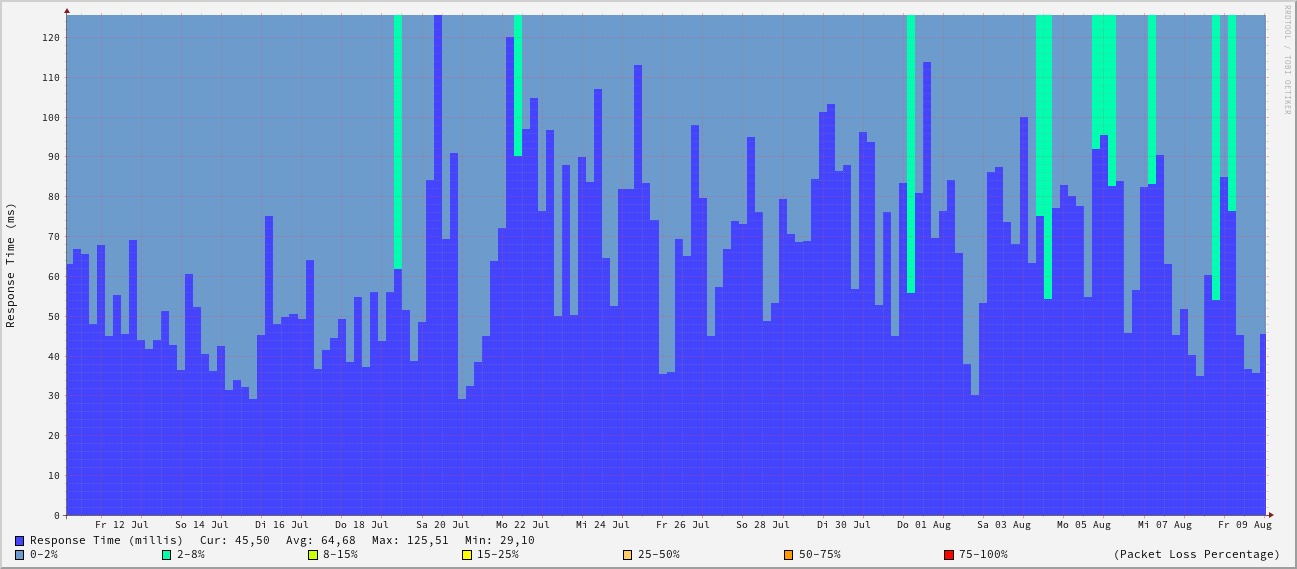 RRDTOOL / TOBI OETIKER
Response Time (ms)
120
110
100
90
80
70
60
50
40
30
20
10
0
Fr 12 Jul So 14 Jul Di 16 Jul Do 18 Jul Sa 20 Jul Mo 22 Jul Mi 24 Jul Fr 26 Jul So 28 Jul Di 30 Jul Do 01 Aug Sa 03 Aug Mo 05 Aug Mi 07 Aug Fr 09 Aug
Response Time (millis) Cur: 45,50 Avg: 64,68 Max: 125,51 Min: 29,10
0-2% 2-8% 8-15% 15-25% 25-50% 50-75% 75-100% (Packet Loss Percentage)